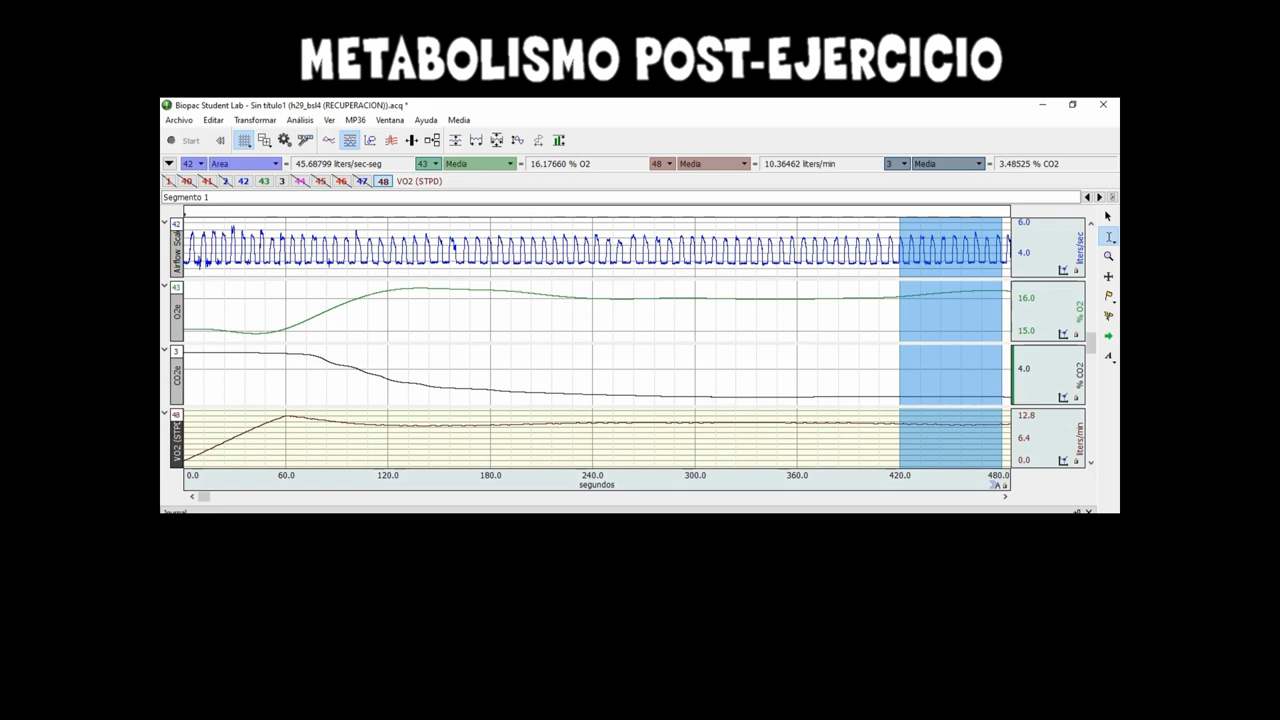 METABOLISMO POST-EJERCICIO
Biopac Student Lab - Sin título1 (h29_bsl4 (RECUPERACION)).acq *
Archivo Editar Transformar Análisis Ver MP36 Ventana Ayuda Media
Start
42 Area = 45.68799 liters/sec-seg 43 Media = 16.17660 % O2 48 Media = 10.36462 liters/min 3 Media = 3.48525 % CO2
1 40 41 2 42 43 3 44 45 46 47 48 VO2 (STPD)
Segmento 1
42 6.0
Airflow 4.0 liters/sec
43
O2e 16.0 % O2
15.0
3
CO2e 4.0 % CO2
48 12.8
VO2 (STPD 6.4 liters/min
0.0
0.0 60.0 120.0 180.0 240.0 300.0 360.0 420.0 480.0
segundos